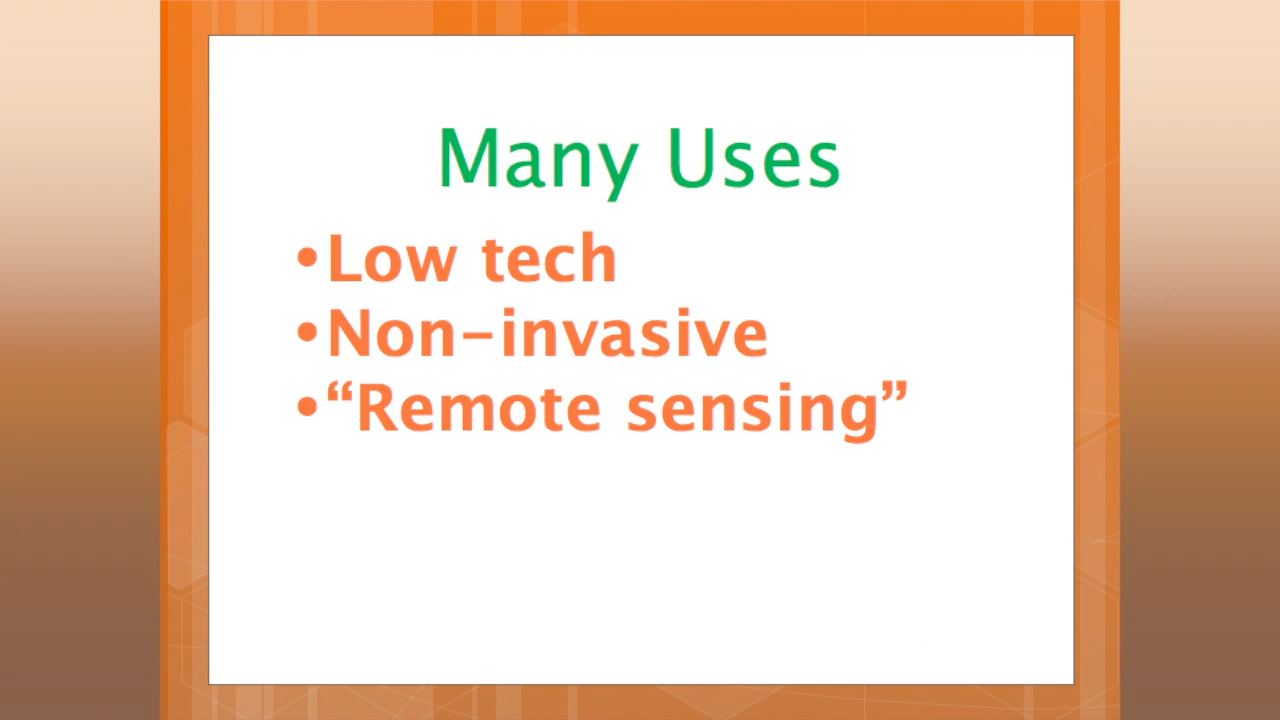 Many Uses
•Low tech
•Non-invasive
•“Remote sensing”